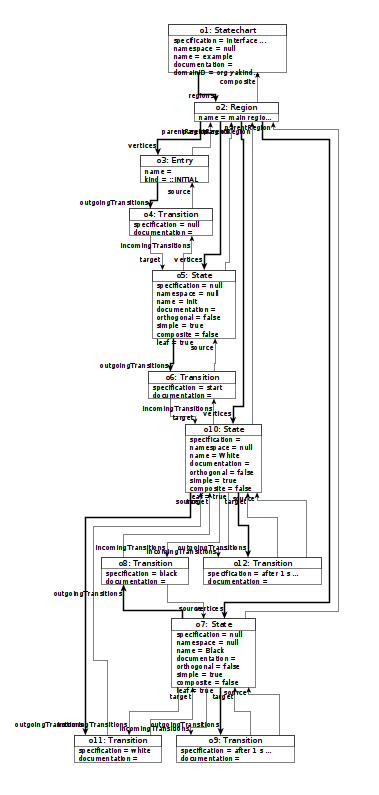 o1: Statechart
specification = interface ...
namespace = null
name = example
documentation =
domainID = org.yakind...
composite
regions
o2: Region
name = main regio...
parentRegion
vertices
o3: Entry
name =
kind = ::INITIAL
source
outgoingTransitions
o4: Transition
specification = null
documentation =
incomingTransitions
target
vertices
o5: State
specification = null
namespace = null
name = Init
documentation =
orthogonal = false
simple = true
composite = false
leaf = true
source
outgoingTransitions
o6: Transition
specification = start
documentation =
incomingTransitions
target
vertices
o10: State
specification =
namespace = null
name = White
documentation =
orthogonal = false
simple = true
composite = false
leaf = true
source
target
target
source
incomingTransitions
incomingTransitions
outgoingTransitions
o8: Transition
specification = black
documentation =
o12: Transition
specification = after 1 s ...
documentation =
outgoingTransitions
source
vertices
o7: State
specification = null
namespace = null
name = Black
documentation =
orthogonal = false
simple = true
composite = false
leaf = true
target
target
source
outgoingTransitions
incomingTransitions
outgoingTransitions
o11: Transition
specification = white
documentation =
o9: Transition
specification = after 1 s ...
documentation =